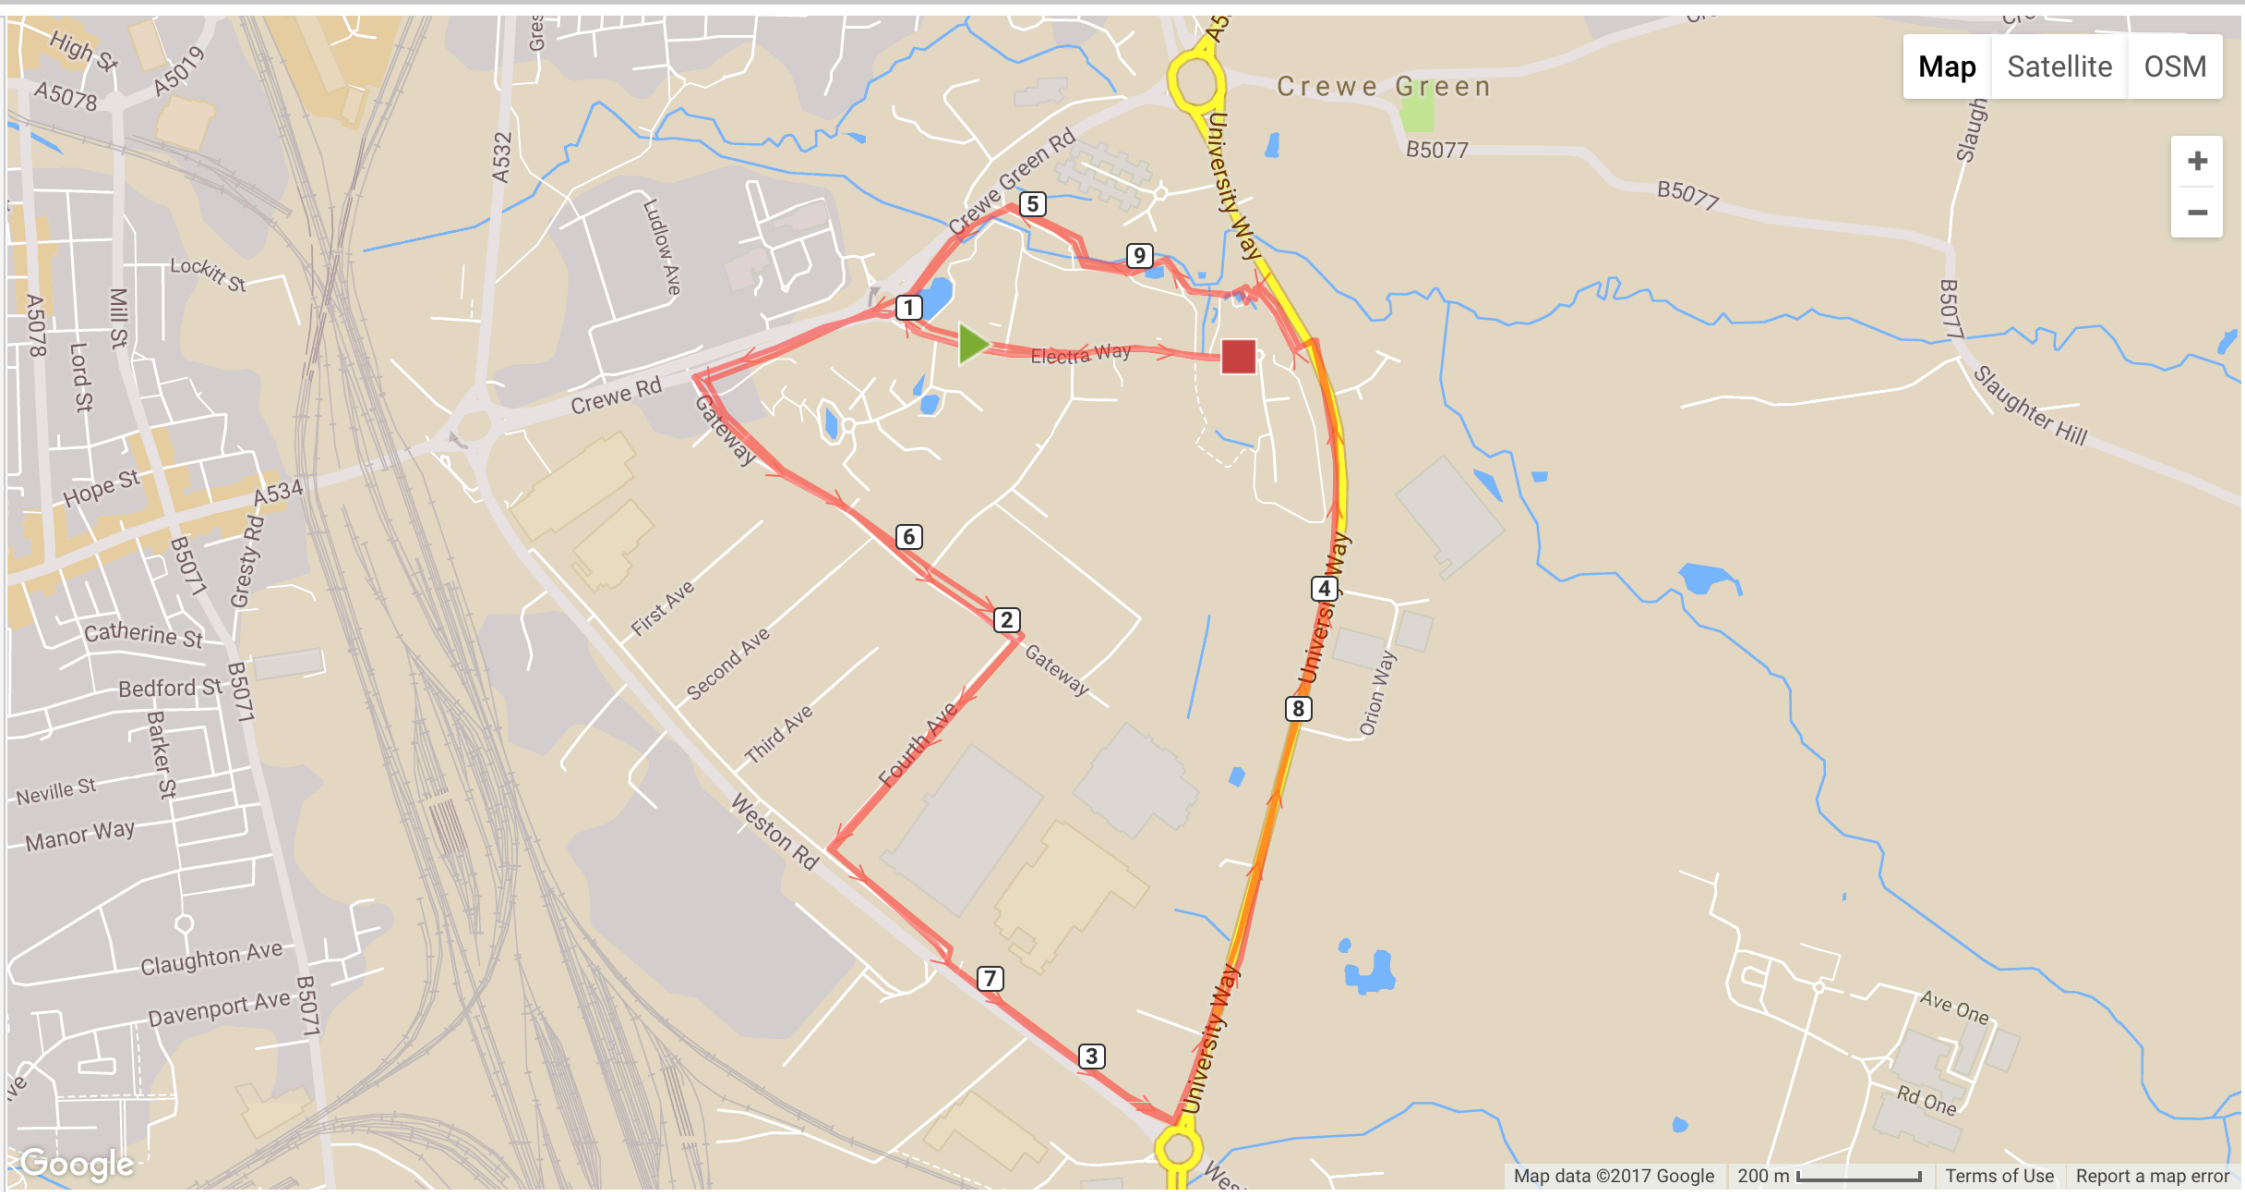 High St
A5019
A5078
A532
Lockitt St
Mill St
A5078
Lord St
Hope St
A534
Gresty Rd
B5071
Catherine St
B5071
Bedford St
Barker St
Neville St
Manor Way
Claughton Ave
Davenport Ave
B5071
Ludlow Ave
Crewe Rd
Crewe Green Rd
Gateway
First Ave
Second Ave
Third Ave
Fourth Ave
Gateway
Weston Rd
Electra Way
University Way
University Way
University Way
Orion Way
Crewe Green
B5077
B5077
B5077
Slaughter Hill
Ave One
Rd One
1
2
3
4
5
6
7
8
9
Map
Satellite
OSM
+
−
Google
Map data ©2017 Google
200 m
Terms of Use
Report a map error